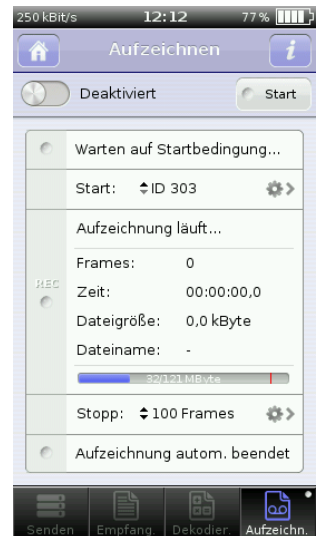 250 kBit/s 12:12 77%
Aufzeichnen
i
Deaktiviert
Start
Warten auf Startbedingung...
Start: ID 303
Aufzeichnung läuft...
Frames: 0
REC
Zeit: 00:00:00,0
Dateigröße: 0,0 kByte
Dateiname: -
32/121 MByte
Stopp: 100 Frames
Aufzeichnung autom. beendet
Senden Empfang. Dekodier. Aufzeichn.